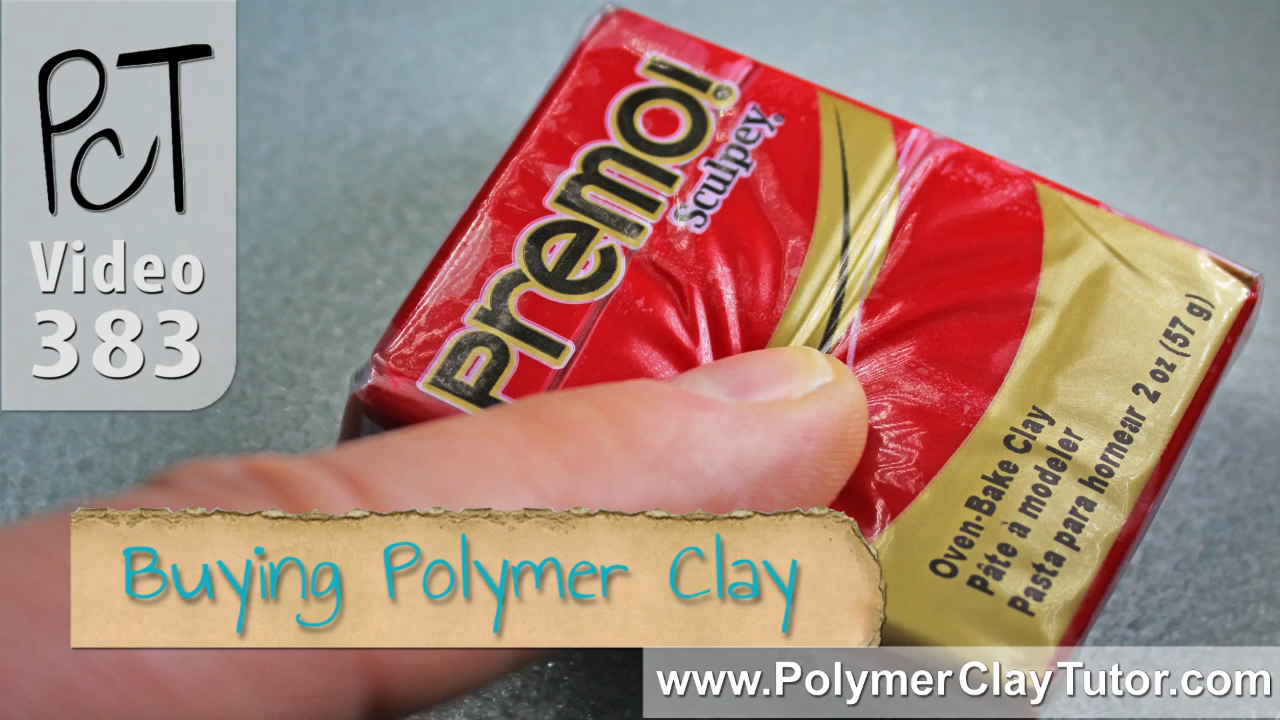 PcT
Video
383
Premo!
Sculpey®
Oven-Bake Clay
Pâte à modeler
Pasta para hornear 2 oz (57 g)
Buying Polymer Clay
www.PolymerClayTutor.com